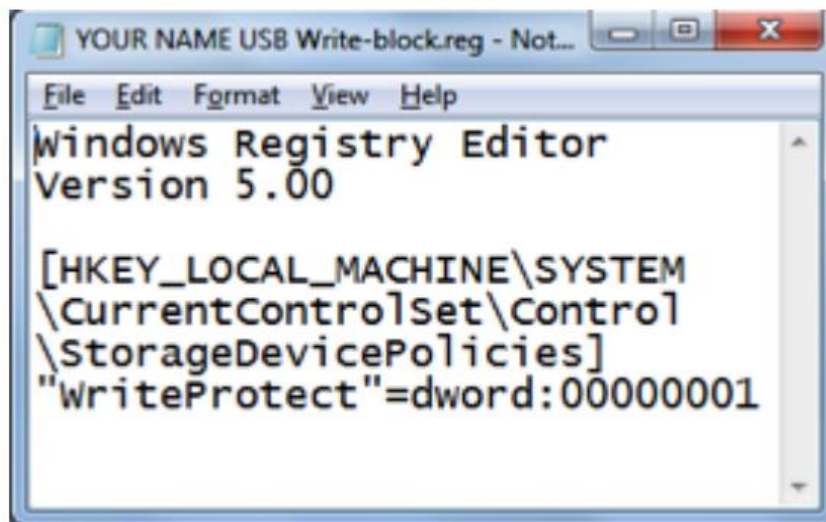 YOUR NAME USB Write-block.reg - Not...
File Edit Format View Help
Windows Registry Editor
Version 5.00
[HKEY_LOCAL_MACHINE\SYSTEM
\CurrentControlSet\Control
\StorageDevicePolicies]
"WriteProtect"=dword:00000001